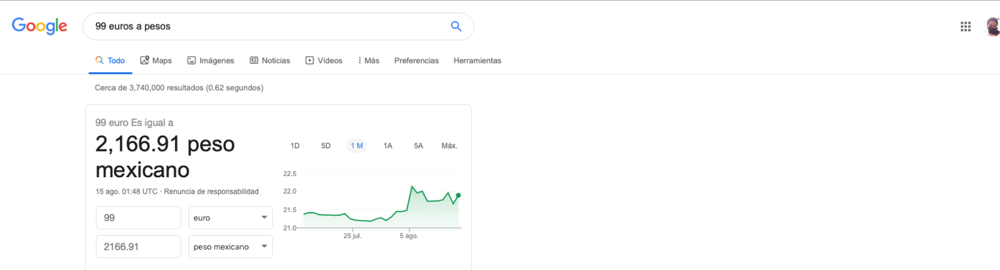 Google
99 euros a pesos
Todo Maps Imágenes Noticias Vídeos Más Preferencias Herramientas
Cerca de 3,740,000 resultados (0.62 segundos)
99 euro Es igual a
2,166.91 peso
mexicano
15 ago. 01:48 UTC · Renuncia de responsabilidad
99 euro
2166.91 peso mexicano
1D 5D 1 M 1A 5A Máx.
22.5
22.0
21.5
21.0
25 jul. 5 ago.